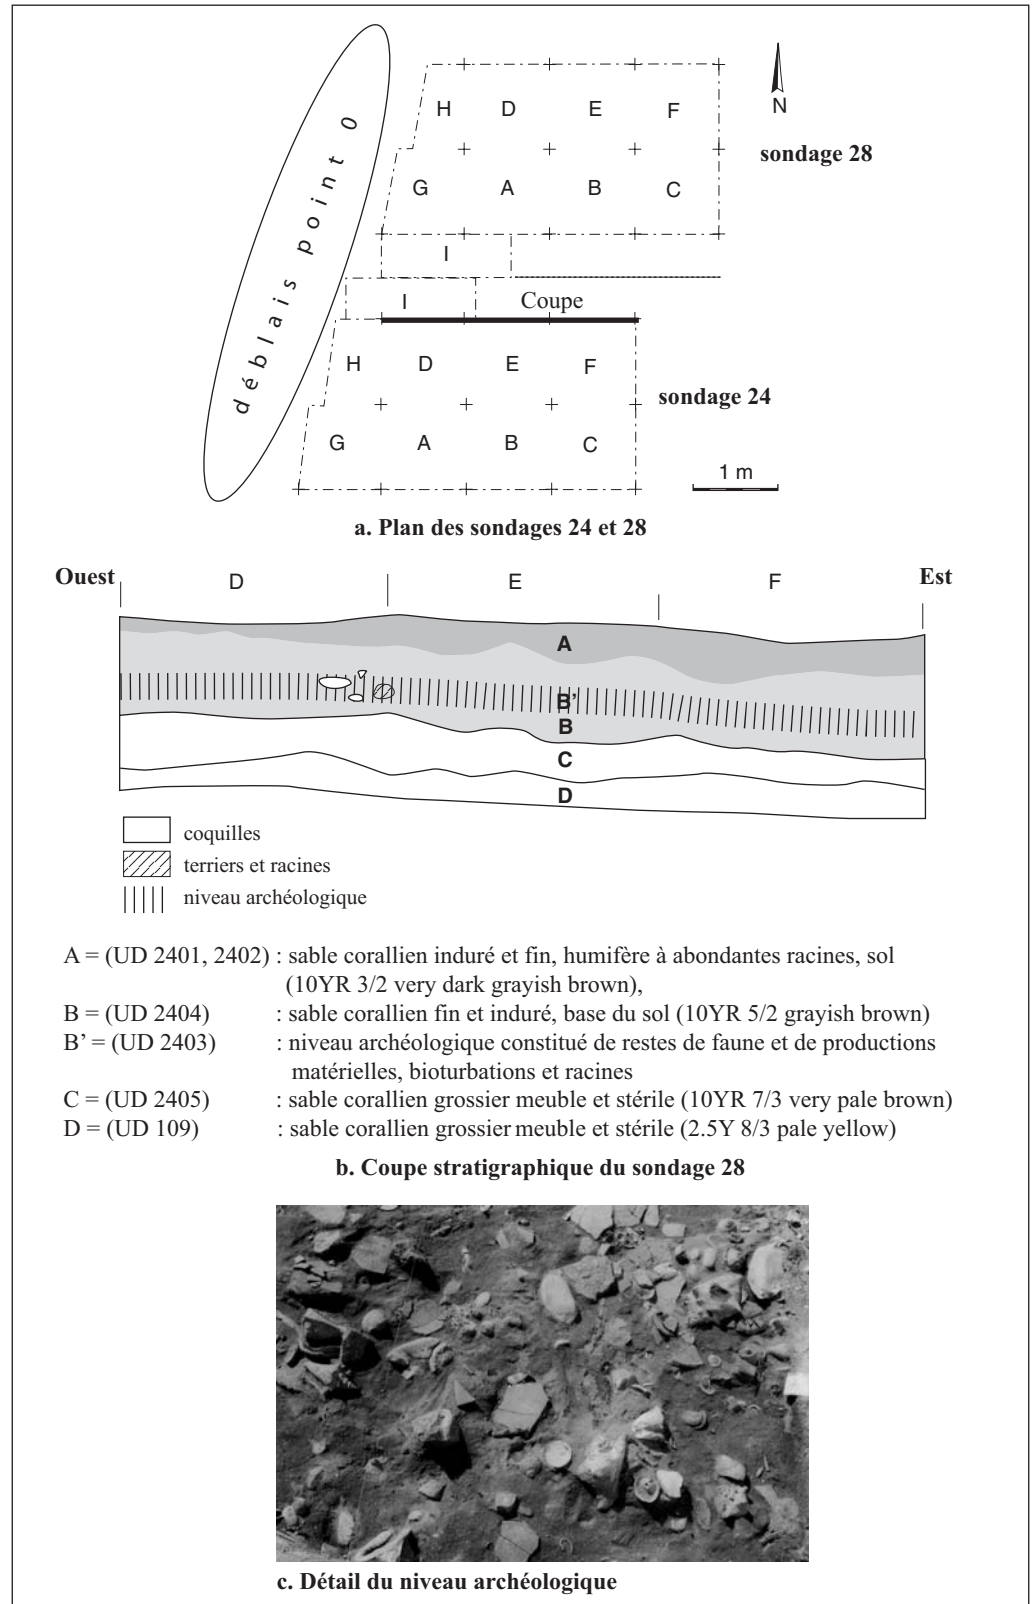 H D E F
N
sondage 28
G A B C
I
I Coupe
déblais point 0
H D E F
sondage 24
G A B C
1 m
a. Plan des sondages 24 et 28
Ouest D E F Est
A
B'
B
C
D
coquilles
terriers et racines
niveau archéologique
A = (UD 2401, 2402) : sable corallien induré et fin, humifère à abondantes racines, sol
(10YR 3/2 very dark grayish brown),
B = (UD 2404) : sable corallien fin et induré, base du sol (10YR 5/2 grayish brown)
B’ = (UD 2403) : niveau archéologique constitué de restes de faune et de productions
matérielles, bioturbations et racines
C = (UD 2405) : sable corallien grossier meuble et stérile (10YR 7/3 very pale brown)
D = (UD 109) : sable corallien grossier meuble et stérile (2.5Y 8/3 pale yellow)
b. Coupe stratigraphique du sondage 28
c. Détail du niveau archéologique